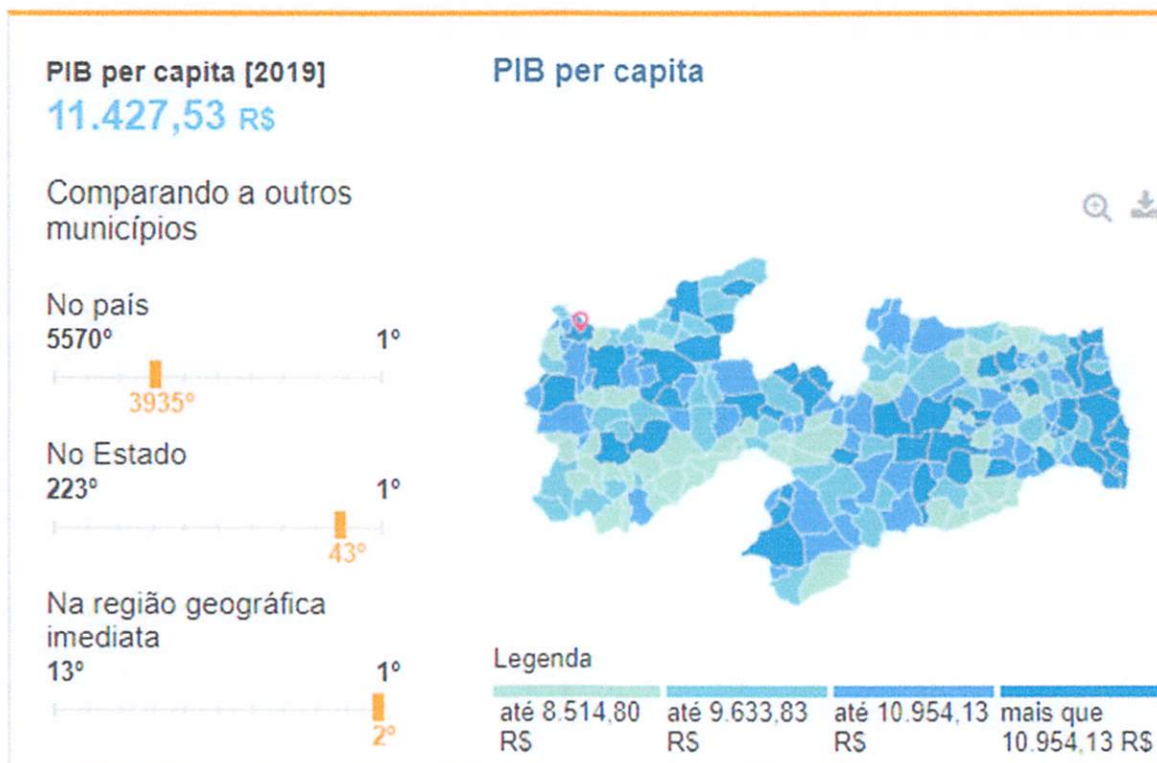 PIB per capita [2019]
11.427,53 R$
Comparando a outros
municípios
No país
5570º 1º
3935º
No Estado
223º 1º
43º
Na região geográfica
imediata
13º 1º
2º
PIB per capita
Legenda
até 8.514,80 R$
até 9.633,83 R$
até 10.954,13 R$
mais que 10.954,13 R$